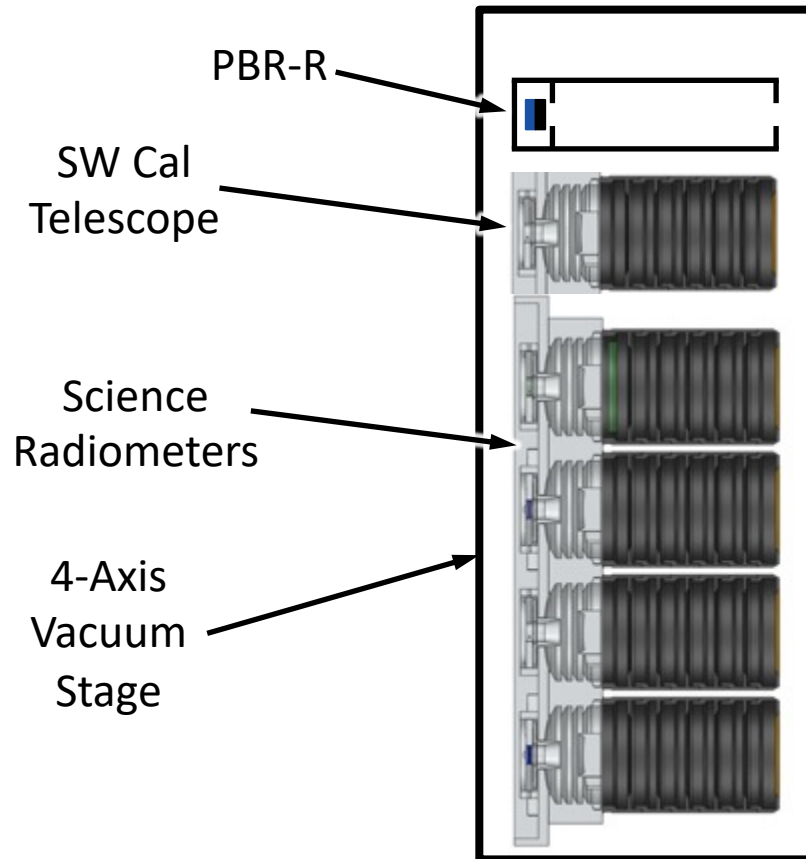 PBR-R
SW Cal
Telescope
Science
Radiometers
4-Axis
Vacuum
Stage